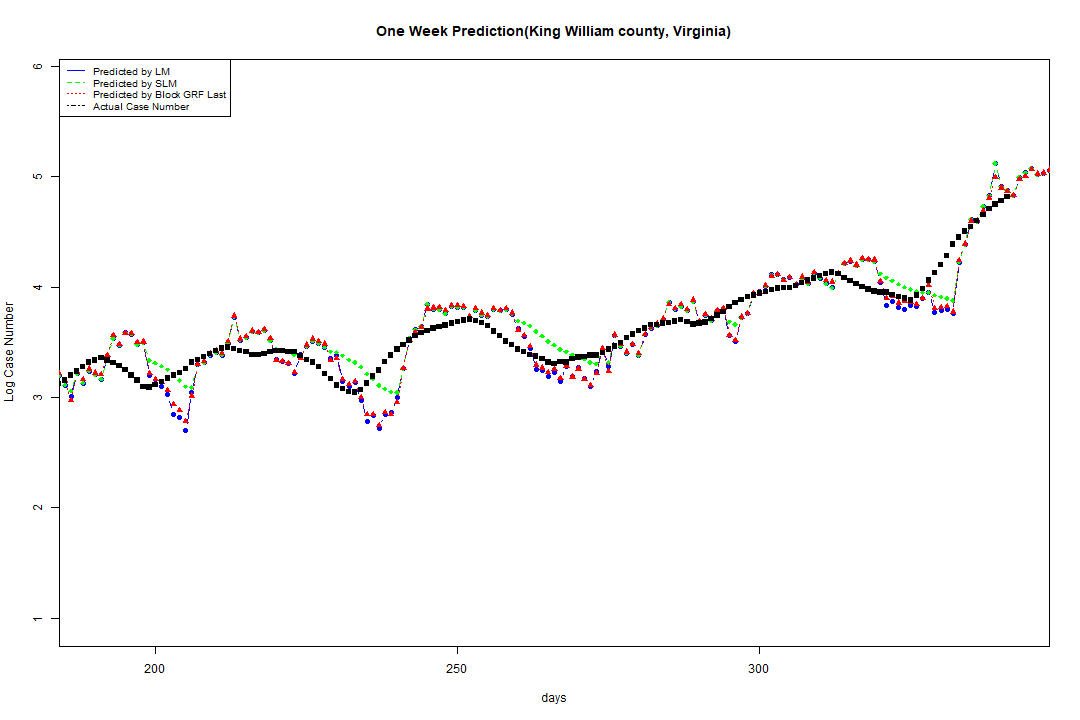 One Week Prediction(King William county, Virginia)
Predicted by LM
Predicted by SLM
Predicted by Block GRF Last
Actual Case Number
6
5
4
3
2
1
Log Case Number
200
250
300
days